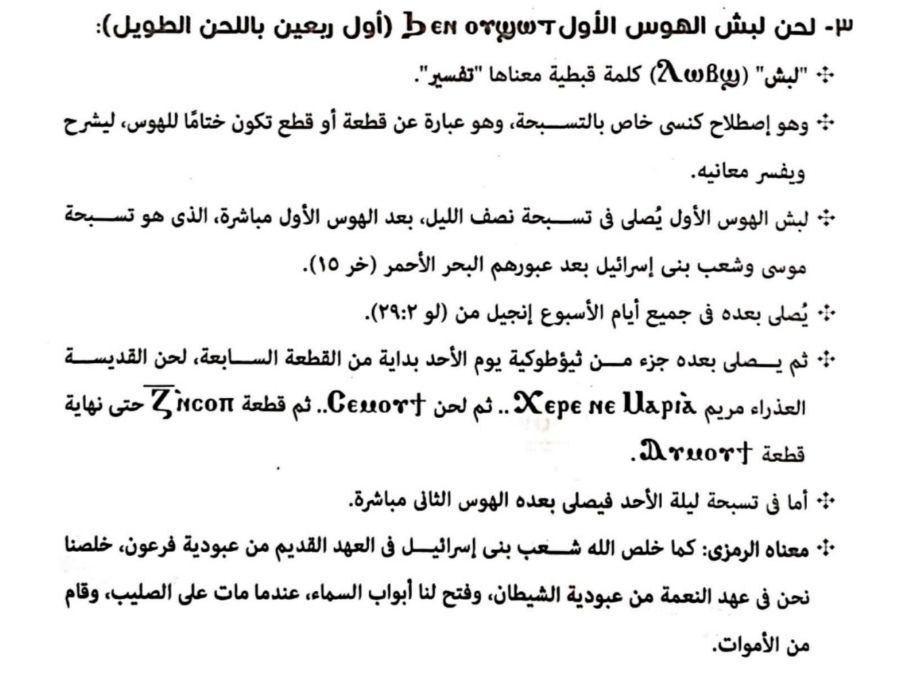 ٣- لحن لبش الهوس الأول Ϧⲉⲛ ⲟⲩϣⲱⲧ (أول ربعين باللحن الطويل):
✣ "لبش" (Ⲗⲱⲃϣ) كلمة قبطية معناها "تفسير".
✣ وهو إصطلاح كنسى خاص بالتسبحة، وهو عبارة عن قطعة أو قطع تكون ختامًا للهوس، ليشرح
ويفسر معانيه.
✣ لبش الهوس الأول يُصلى فى تسبحة نصف الليل، بعد الهوس الأول مباشرة، الذى هو تسبحة
موسى وشعب بنى إسرائيل بعد عبورهم البحر الأحمر (خر ١٥).
✣ يُصلى بعده فى جميع أيام الأسبوع إنجيل من (لو ٢٩:٢).
✣ ثم يصلى بعده جزء من ثيؤطوكية يوم الأحد بداية من القطعة السابعة، لحن القديسة
العذراء مريم Ⲭⲉⲣⲉ ⲛⲉ Ⲙⲁⲣⲓⲁ̀ .. ثم لحن Ⲥⲉⲙⲟⲩϯ.. ثم قطعة Ⲍ̅ ⲛ̀ⲥⲟⲡ حتى نهاية
قطعة Ⲁⲩⲙⲟⲩϯ .
✣ أما فى تسبحة ليلة الأحد فيصلى بعده الهوس الثانى مباشرة.
✣ معناه الرمزى: كما خلص الله شعب بنى إسرائيل فى العهد القديم من عبودية فرعون، خلصنا
نحن فى عهد النعمة من عبودية الشيطان، وفتح لنا أبواب السماء، عندما مات على الصليب، وقام
من الأموات.